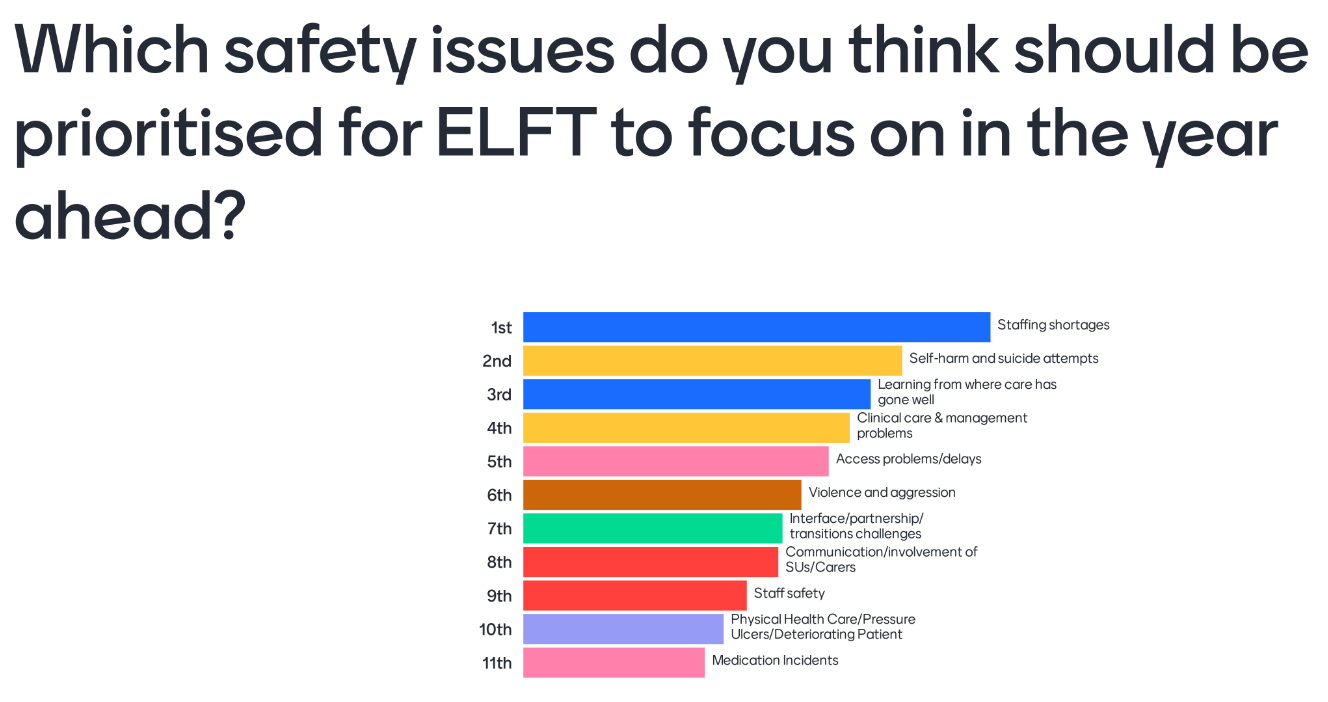 Which safety issues do you think should be
prioritised for ELFT to focus on in the year
ahead?
1st
Staffing shortages
2nd
Self-harm and suicide attempts
3rd
Learning from where care has
gone well
4th
Clinical care & management
problems
5th
Access problems/delays
6th
Violence and aggression
7th
Interface/partnership/
transitions challenges
8th
Communication/involvement of
SUs/Carers
9th
Staff safety
10th
Physical Health Care/Pressure
Ulcers/Deteriorating Patient
11th
Medication Incidents